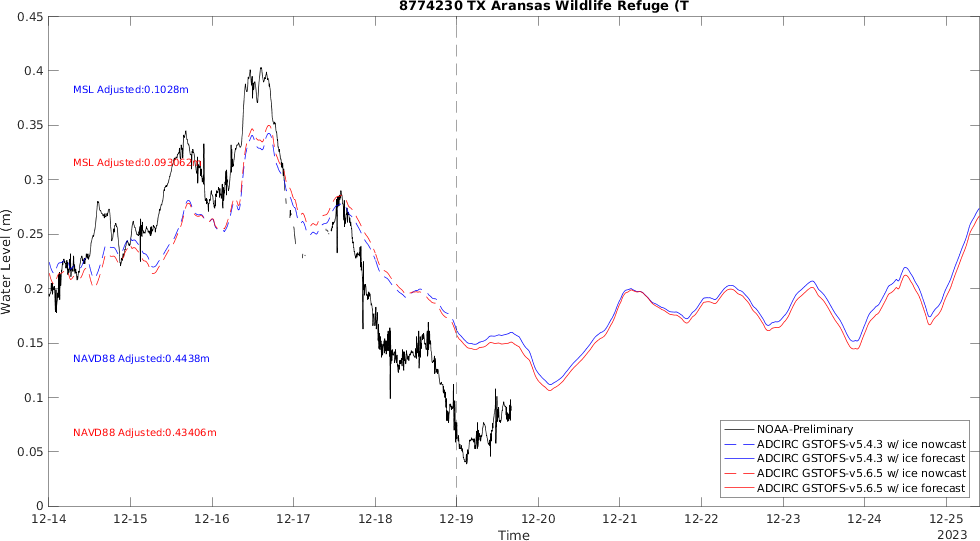 8774230 TX Aransas Wildlife Refuge (T
Water Level (m)
0.45
0.4
0.35
0.3
0.25
0.2
0.15
0.1
0.05
0
MSL Adjusted:0.1028m
MSL Adjusted:0.093062m
NAVD88 Adjusted:0.4438m
NAVD88 Adjusted:0.43406m
NOAA-Preliminary
ADCIRC GSTOFS-v5.4.3 w/ ice nowcast
ADCIRC GSTOFS-v5.4.3 w/ ice forecast
ADCIRC GSTOFS-v5.6.5 w/ ice nowcast
ADCIRC GSTOFS-v5.6.5 w/ ice forecast
12-14 12-15 12-16 12-17 12-18 12-19 12-20 12-21 12-22 12-23 12-24 12-25
Time
2023